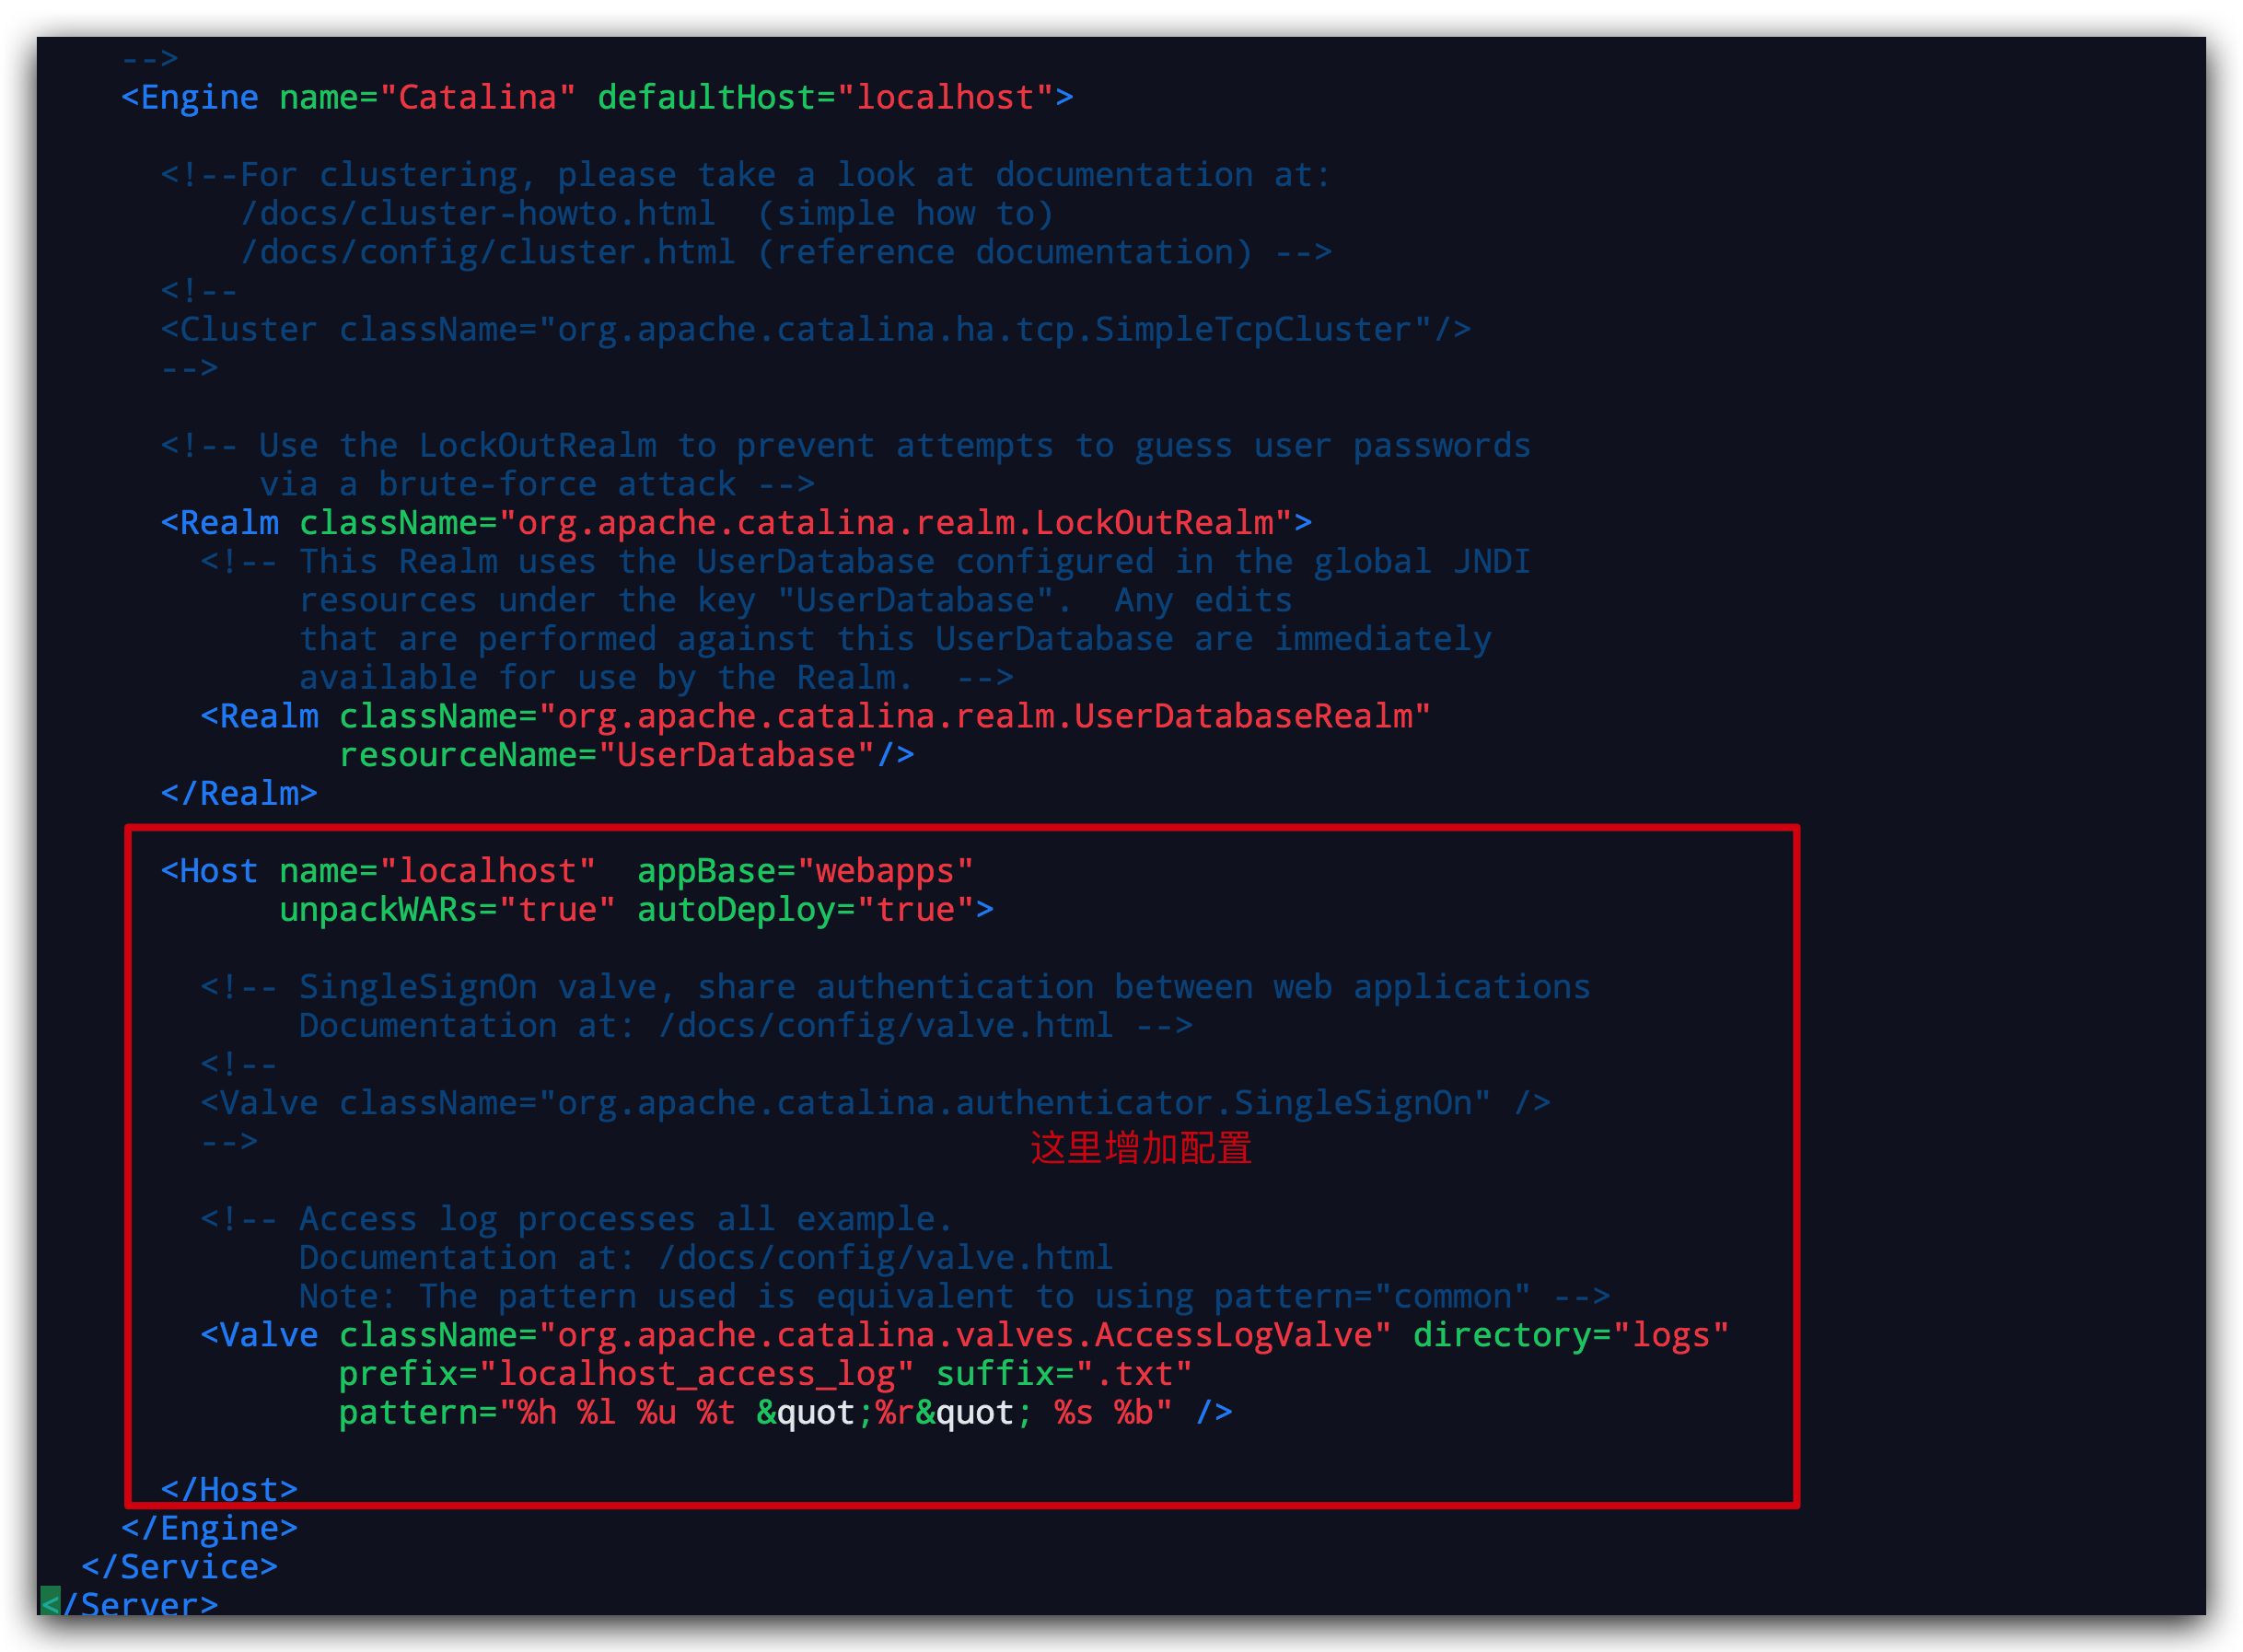 -->
<Engine name="Catalina" defaultHost="localhost">
<!--For clustering, please take a look at documentation at:
/docs/cluster-howto.html  (simple how to)
/docs/config/cluster.html (reference documentation) -->
<!--
<Cluster className="org.apache.catalina.ha.tcp.SimpleTcpCluster"/>
-->
<!-- Use the LockOutRealm to prevent attempts to guess user passwords
via a brute-force attack -->
<Realm className="org.apache.catalina.realm.LockOutRealm">
<!-- This Realm uses the UserDatabase configured in the global JNDI
resources under the key "UserDatabase".  Any edits
that are performed against this UserDatabase are immediately
available for use by the Realm.  -->
<Realm className="org.apache.catalina.realm.UserDatabaseRealm"
resourceName="UserDatabase"/>
</Realm>
<Host name="localhost"  appBase="webapps"
unpackWARs="true" autoDeploy="true">
<!-- SingleSignOn valve, share authentication between web applications
Documentation at: /docs/config/valve.html -->
<!--
<Valve className="org.apache.catalina.authenticator.SingleSignOn" />
-->
这里增加配置
<!-- Access log processes all example.
Documentation at: /docs/config/valve.html
Note: The pattern used is equivalent to using pattern="common" -->
<Valve className="org.apache.catalina.valves.AccessLogValve" directory="logs"
prefix="localhost_access_log" suffix=".txt"
pattern="%h %l %u %t &quot;%r&quot; %s %b" />
</Host>
</Engine>
</Service>
</Server>